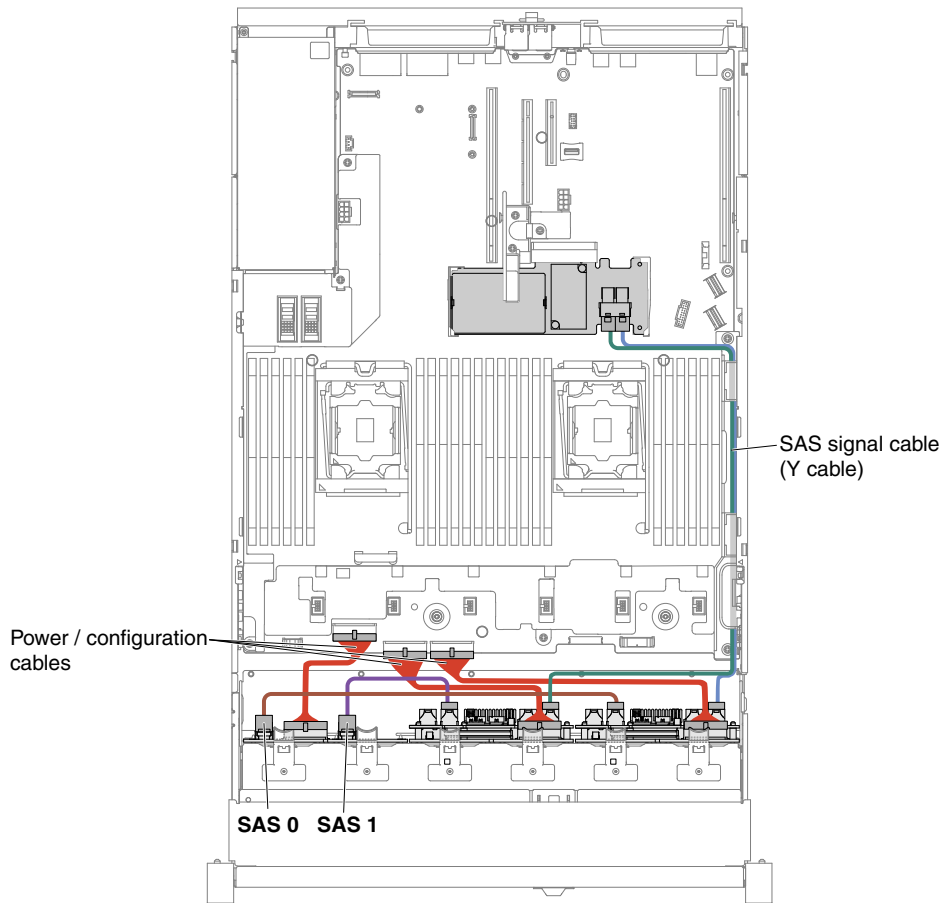 SAS signal cable
(Y cable)
Power / configuration
cables
SAS 0
SAS 1